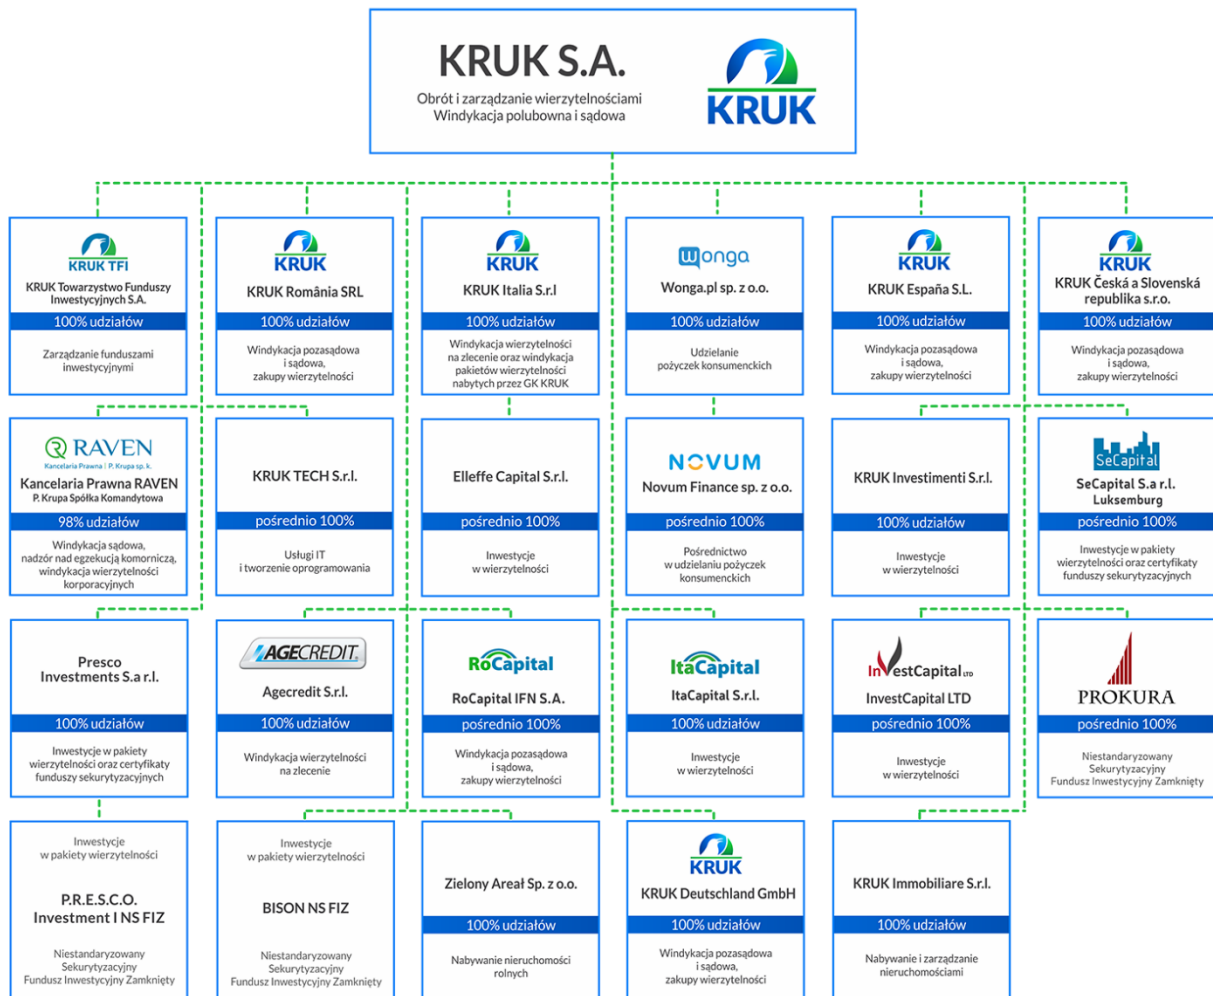 KRUK S.A.
Obrót i zarządzanie wierzytelnościami
Windykacja polubowna i sądowa
KRUK
KRUK TFI
KRUK Towarzystwo Funduszy
Inwestycyjnych S.A.
100% udziałów
Zarządzanie funduszami
inwestycyjnymi
KRUK
KRUK România SRL
100% udziałów
Windykacja pozasądowa
i sądowa,
zakupy wierzytelności
KRUK
KRUK Italia S.r.l
100% udziałów
Windykacja wierzytelności
na zlecenie oraz windykacja
pakietów wierzytelności
nabytych przez GK KRUK
wonga
Wonga.pl sp. z o.o.
100% udziałów
Udzielanie
pożyczek konsumenckich
KRUK
KRUK España S.L.
100% udziałów
Windykacja pozasądowa
i sądowa,
zakupy wierzytelności
KRUK
KRUK Česká a Slovenská
republika s.r.o.
100% udziałów
Windykacja pozasądowa
i sądowa,
zakupy wierzytelności
RAVEN
Kancelaria Prawna | P. Krupa sp. k.
Kancelaria Prawna RAVEN
P. Krupa Spółka Komandytowa
98% udziałów
Windykacja sądowa,
nadzór nad egzekucją komorniczą,
windykacja wierzytelności
korporacyjnych
KRUK TECH S.r.l.
pośrednio 100%
Usługi IT
i tworzenie oprogramowania
Elleffe Capital S.r.l.
pośrednio 100%
Inwestycje
w wierzytelności
NOVUM
Novum Finance sp. z o.o.
pośrednio 100%
Pośrednictwo
w udzielaniu pożyczek
konsumenckich
KRUK Investimenti S.r.l.
100% udziałów
Inwestycje
w wierzytelności
SeCapital
SeCapital S.a r.l.
Luksemburg
pośrednio 100%
Inwestycje w pakiety
wierzytelności oraz certyfikaty
funduszy sekurytyzacyjnych
Presco
Investments S.a r.l.
100% udziałów
Inwestycje w pakiety
wierzytelności oraz certyfikaty
funduszy sekurytyzacyjnych
AGECREDIT
Agecredit S.r.l.
100% udziałów
Windykacja wierzytelności
na zlecenie
RoCapital
RoCapital IFN S.A.
pośrednio 100%
Windykacja pozasądowa
i sądowa,
zakupy wierzytelności
ItaCapital
ItaCapital S.r.l.
100% udziałów
Inwestycje
w wierzytelności
InvestCapital LTD
InvestCapital LTD
pośrednio 100%
Inwestycje
w wierzytelności
PROKURA
pośrednio 100%
Niestandaryzowany
Sekurytyzacyjny
Fundusz Inwestycyjny Zamknięty
Inwestycje
w pakiety wierzytelności
P.R.E.S.C.O.
Investment I NS FIZ
Niestandaryzowany
Sekurytyzacyjny
Fundusz Inwestycyjny Zamknięty
Inwestycje
w pakiety wierzytelności
BISON NS FIZ
Niestandaryzowany
Sekurytyzacyjny
Fundusz Inwestycyjny Zamknięty
Zielony Areał Sp. z o.o.
100% udziałów
Nabywanie nieruchomości
rolnych
KRUK
KRUK Deutschland GmbH
100% udziałów
Windykacja pozasądowa
i sądowa,
zakupy wierzytelności
KRUK Immobiliare S.r.l.
100% udziałów
Nabywanie i zarządzanie
nieruchomościami